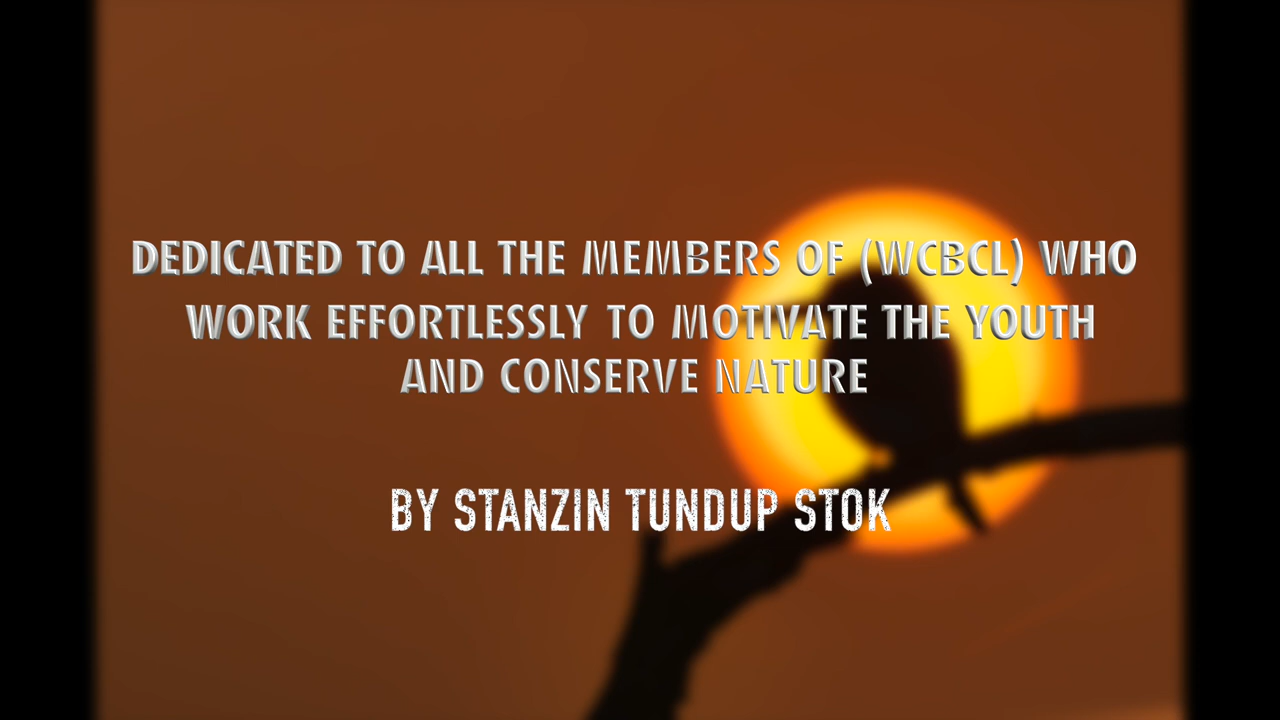 DEDICATED TO ALL THE MEMBERS OF (WCBCL) WHO
WORK EFFORTLESSLY TO MOTIVATE THE YOUTH
AND CONSERVE NATURE
BY STANZIN TUNDUP STOK